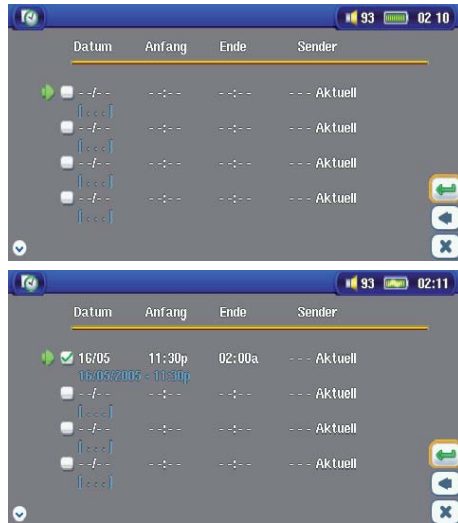 93 02 10
Datum Anfang Ende Sender
--/-- --:-- --:-- --- Aktuell
[...]
--/-- --:-- --:-- --- Aktuell
[...]
--/-- --:-- --:-- --- Aktuell
[...]
--/-- --:-- --:-- --- Aktuell
[...]
93 02:11
Datum Anfang Ende Sender
16/05 11:30p 02:00a --- Aktuell
16/05/2005 - 11:30p
--/-- --:-- --:-- --- Aktuell
[...]
--/-- --:-- --:-- --- Aktuell
[...]
--/-- --:-- --:-- --- Aktuell
[...]